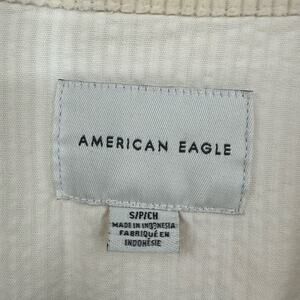 AMERICAN EAGLE
S/P/CH
MADE IN INDONESIA
FABRIQUÉ EN
INDONÉSIE